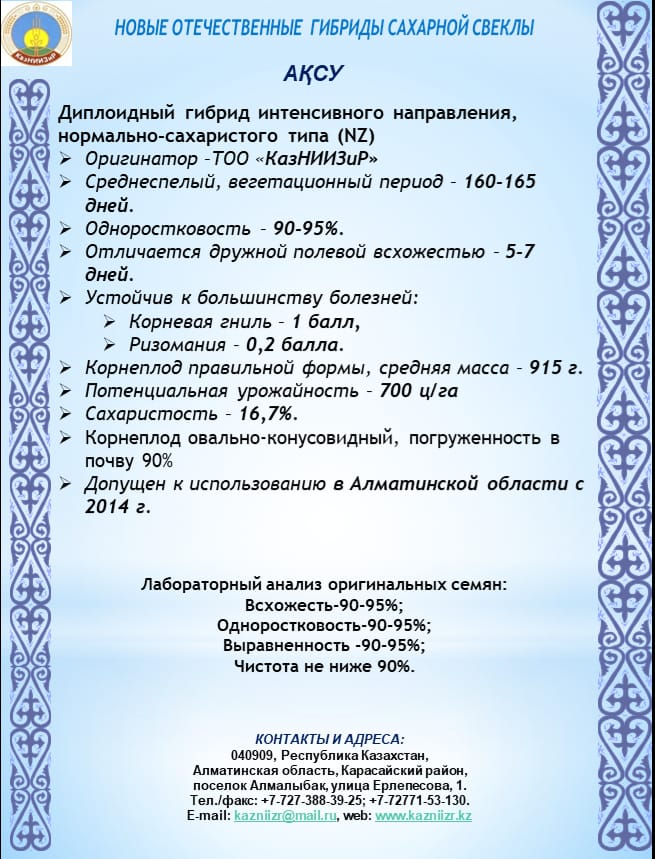 КазНИИЗиР
НОВЫЕ ОТЕЧЕСТВЕННЫЕ ГИБРИДЫ САХАРНОЙ СВЕКЛЫ
АҚСУ
Диплоидный гибрид интенсивного направления,
нормально-сахаристого типа (NZ)
➢ Оригинатор –ТОО «КазНИИЗиР»
➢ Среднеспелый, вегетационный период – 160-165
дней.
➢ Одноростковость – 90-95%.
➢ Отличается дружной полевой всхожестью – 5-7
дней.
➢ Устойчив к большинству болезней:
➢ Корневая гниль – 1 балл,
➢ Ризомания – 0,2 балла.
➢ Корнеплод правильной формы, средняя масса – 915 г.
➢ Потенциальная урожайность – 700 ц/га
➢ Сахаристость – 16,7%.
➢ Корнеплод овально-конусовидный, погруженность в
почву 90%
➢ Допущен к использованию в Алматинской области с
2014 г.
Лабораторный анализ оригинальных семян:
Всхожесть-90-95%;
Одноростковость-90-95%;
Выравненность -90-95%;
Чистота не ниже 90%.
КОНТАКТЫ И АДРЕСА:
040909, Республика Казахстан,
Алматинская область, Карасайский район,
поселок Алмалыбак, улица Ерлепесова, 1.
Тел./факс: +7-727-388-39-25; +7-72771-53-130.
E-mail: kazniizr@mail.ru, web: www.kazniizr.kz